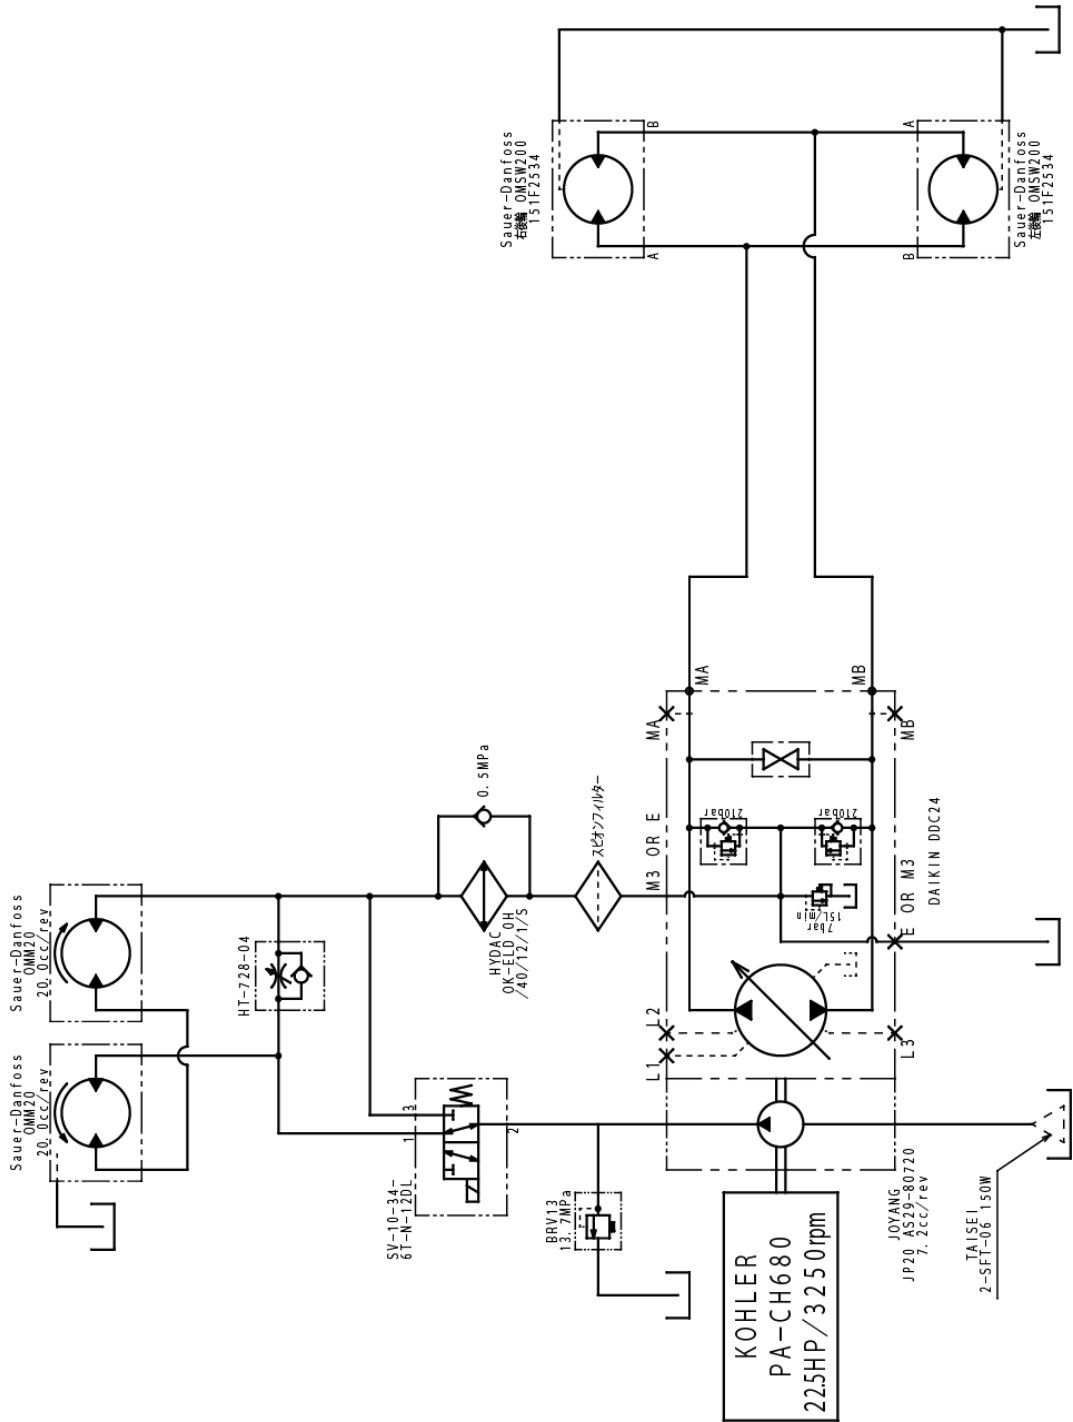 Sauer-Danfoss
右後輪 OMSW200
151F2534
B
A
A
B
Sauer-Danfoss
左後輪 OMSW200
151F2534
Sauer-Danfoss
OMM20
20.0cc/rev
Sauer-Danfoss
OMM20
20.0cc/rev
HT-728-04
0.5MPa
HYDAC
OK-ELD 0H
/40/12/1/S
スピオンフィルター
SV-10-34-
6T-N-12DL
1
3
2
BRV13
13.7MPa
MA
MB
MA
MB
M3 OR E
E OR M3
210bar
210bar
7bar
15L/min
DAIKIN DDC24
L1
L2
L3
KOHLER
PA-CH680
22.5HP/3250rpm
JOYANG
JP20 AS29-80720
7.2cc/rev
TAISEI
2-SFT-06 150W